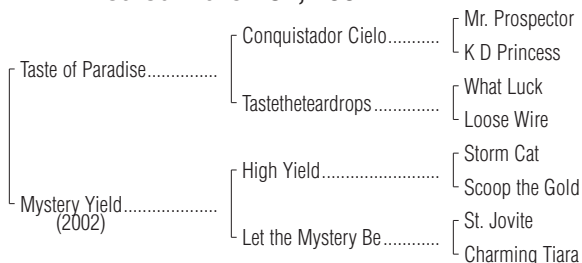 Mr. Prospector
Conquistador Cielo...........
K D Princess
Taste of Paradise...............
What Luck
Tastetheteardrops..............
Loose Wire
Storm Cat
High Yield..........................
Scoop the Gold
Mystery Yield....................
(2002)
St. Jovite
Let the Mystery Be............
Charming Tiara